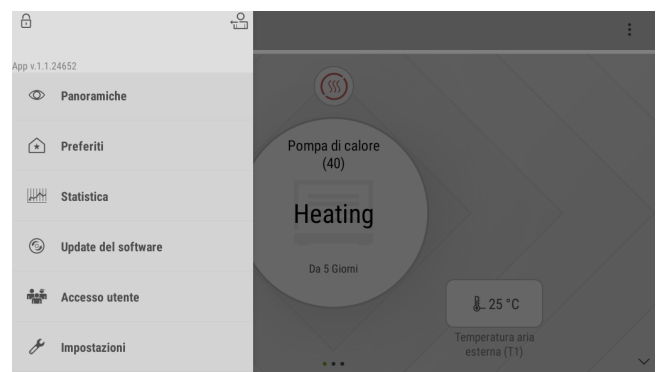 App v.1.1.24652
Panoramiche
Preferiti
Statistica
Update del software
Accesso utente
Impostazioni
Pompa di calore
(40)
Heating
Da 5 Giorni
25 °C
Temperatura aria
esterna (T1)